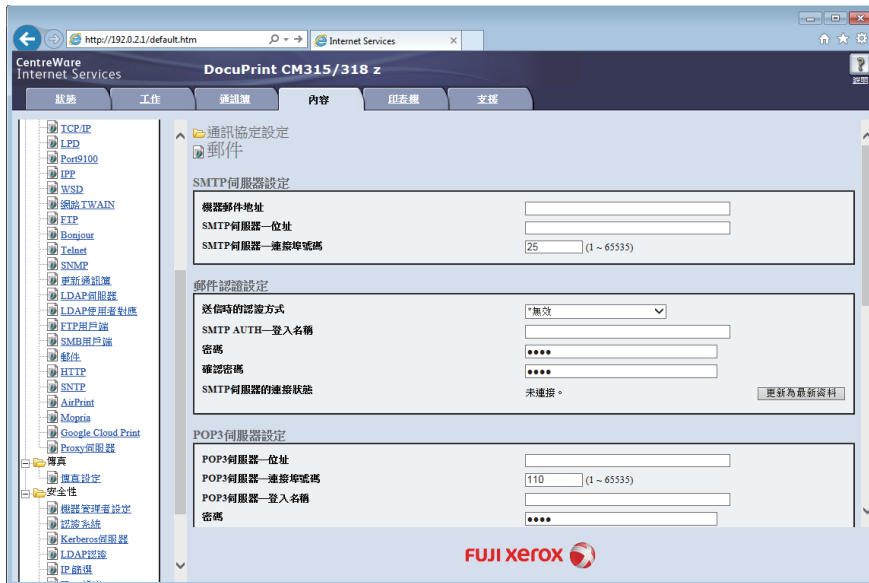 http://192.0.2.1/default.htm
Internet Services
CentreWare
Internet Services
DocuPrint CM315/318 z
說明
狀態
工作
通訊簿
內容
印表機
支援
TCP/IP
LPD
Port9100
IPP
WSD
網路TWAIN
FTP
Bonjour
Telnet
SNMP
更新通訊簿
LDAP伺服器
LDAP使用者對應
FTP用戶端
SMB用戶端
郵件
HTTP
SNTP
AirPrint
Mopria
Google Cloud Print
Proxy伺服器
傳真
傳真設定
安全性
機器管理者設定
認證系統
Kerberos伺服器
LDAP認證
IP 篩選
通訊協定設定
郵件
SMTP伺服器設定
機器郵件地址
SMTP伺服器—位址
SMTP伺服器—連接埠號碼
25 (1 ~ 65535)
郵件認證設定
送信時的認證方式
*無效
SMTP AUTH—登入名稱
密碼
••••
確認密碼
••••
SMTP伺服器的連接狀態
未連接。
更新為最新資料
POP3伺服器設定
POP3伺服器—位址
POP3伺服器—連接埠號碼
110 (1 ~ 65535)
POP3伺服器—登入名稱
密碼
••••
FUJI XEROX